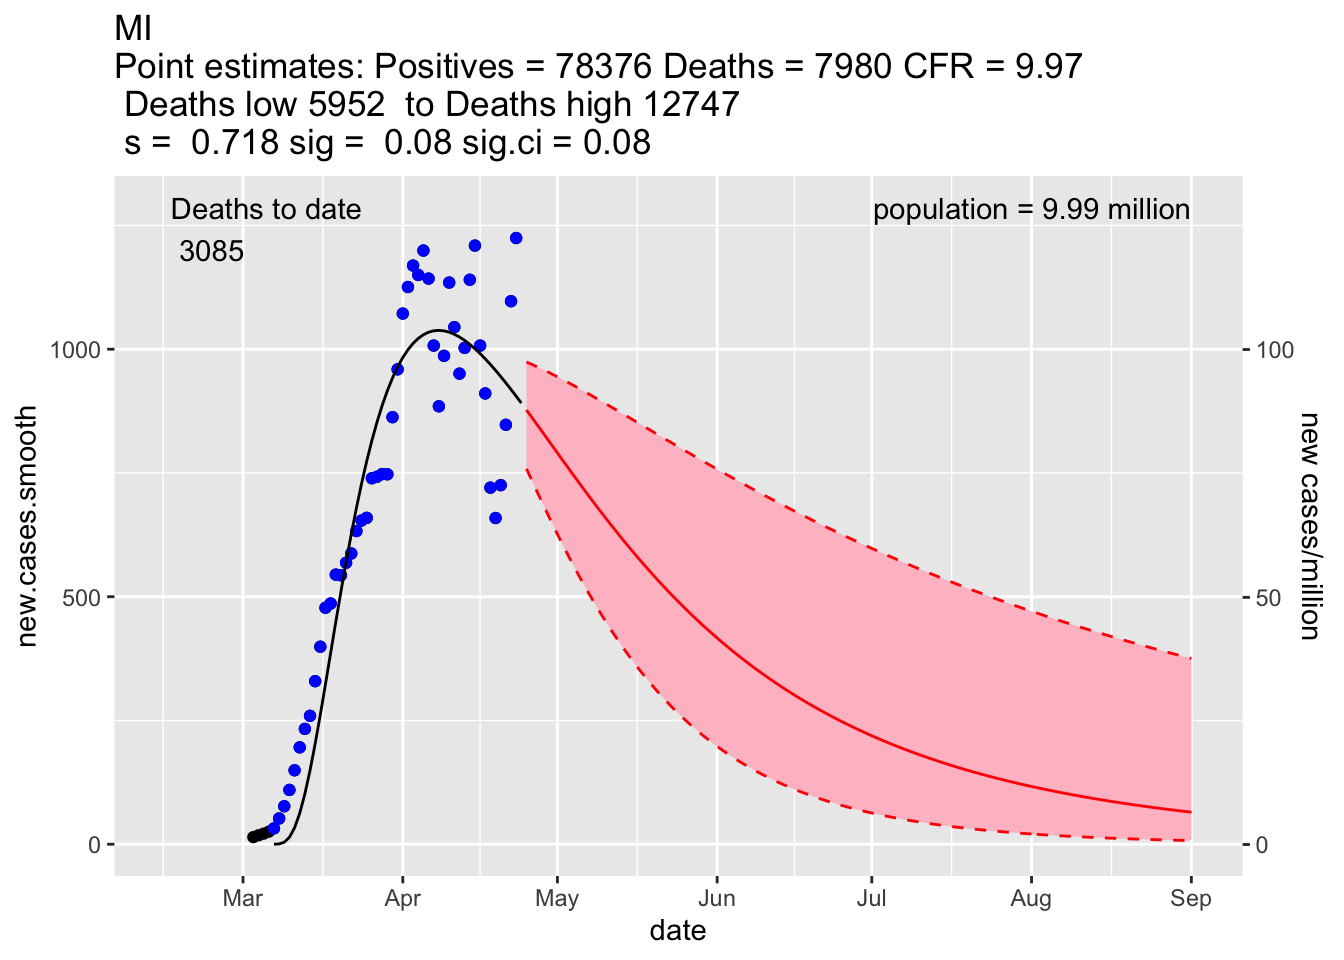 MI
Point estimates: Positives = 78376 Deaths = 7980 CFR = 9.97
Deaths low 5952  to Deaths high 12747
s =  0.718 sig =  0.08 sig.ci = 0.08
Deaths to date
3085
population = 9.99 million
1000
500
0
new.cases.smooth
100
50
0
new cases/million
Mar Apr May Jun Jul Aug Sep
date